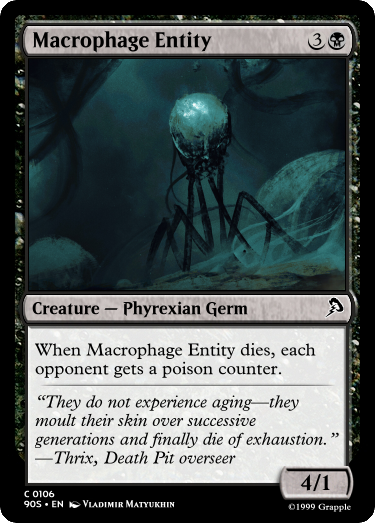 Macrophage Entity 3
Creature — Phyrexian Germ
When Macrophage Entity dies, each
opponent gets a poison counter.
“They do not experience aging—they
moult their skin over successive
generations and finally die of exhaustion.”
—Thrix, Death Pit overseer
4/1
C 0106
90S • EN Vladimir Matyukhin
©1999 Grapple